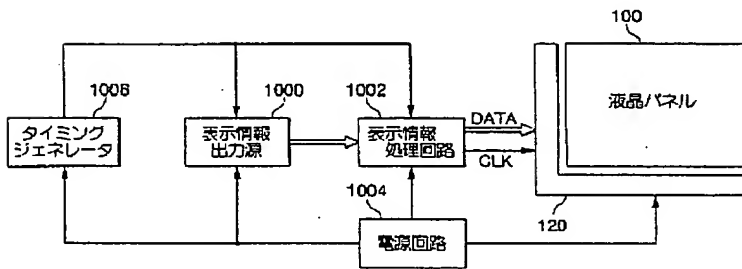 100
1008
1000
1002
タイミング
ジェネレータ
表示情報
出力源
表示情報
処理回路
DATA
CLK
液晶パネル
1004
電源回路
120